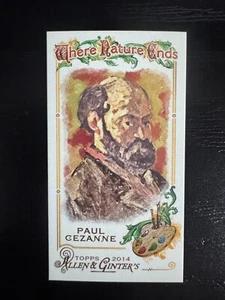 Where Nature Ends
PAUL
CEZANNE
TOPPS 2014
ALLEN & GINTER'S